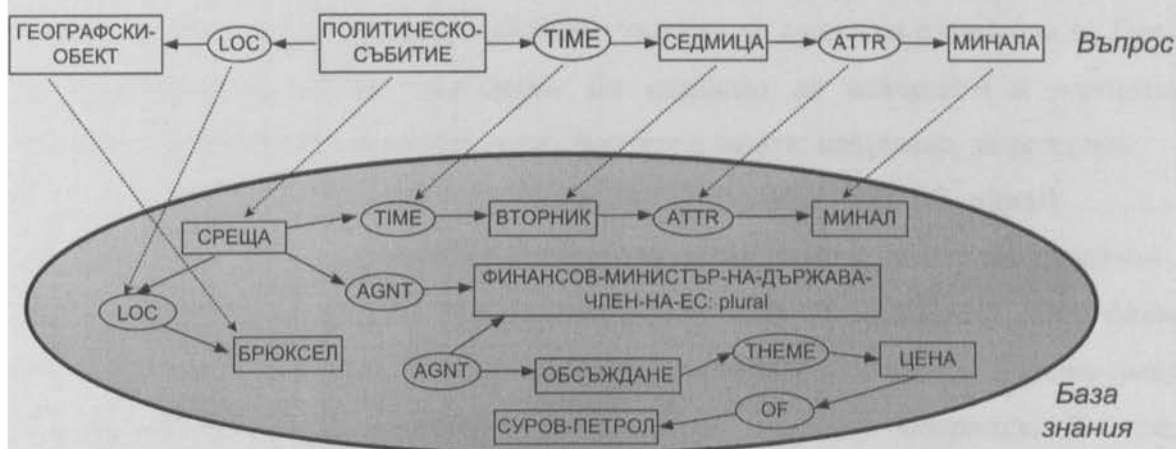 ГЕОГРАФСКИ-
ОБЕКТ
LOC
ПОЛИТИЧЕСКО-
СЪБИТИЕ
TIME
СЕДМИЦА
ATTR
МИНАЛА
Въпрос
СРЕЩА
TIME
ВТОРНИК
ATTR
МИНАЛ
LOC
AGNT
ФИНАНСОВ-МИНИСТЪР-НА-ДЪРЖАВА-
ЧЛЕН-НА-ЕС: plural
БРЮКСЕЛ
AGNT
ОБСЪЖДАНЕ
THEME
ЦЕНА
СУРОВ-ПЕТРОЛ
OF
База
знания